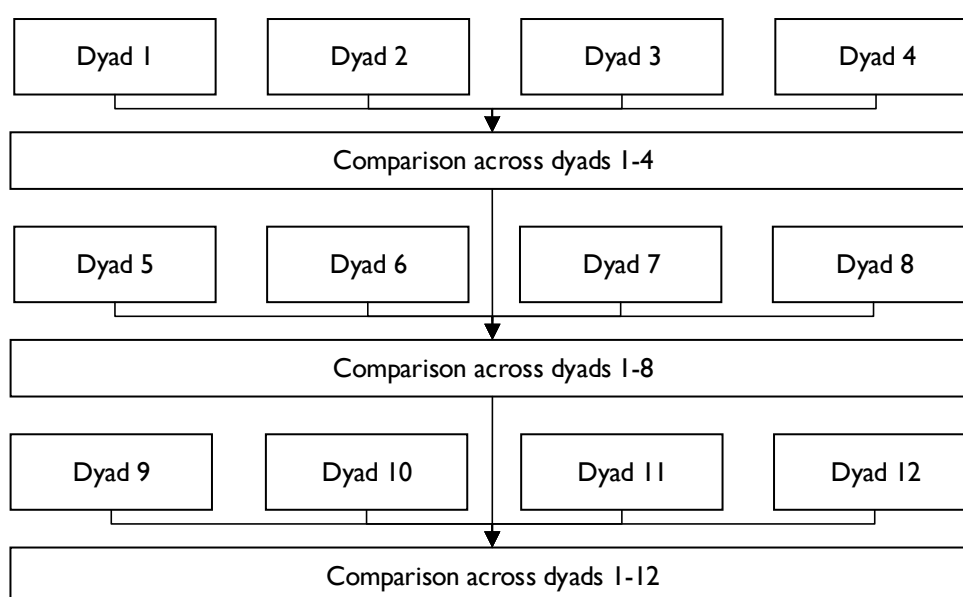 Dyad 1
Dyad 2
Dyad 3
Dyad 4
Comparison across dyads 1-4
Dyad 5
Dyad 6
Dyad 7
Dyad 8
Comparison across dyads 1-8
Dyad 9
Dyad 10
Dyad 11
Dyad 12
Comparison across dyads 1-12